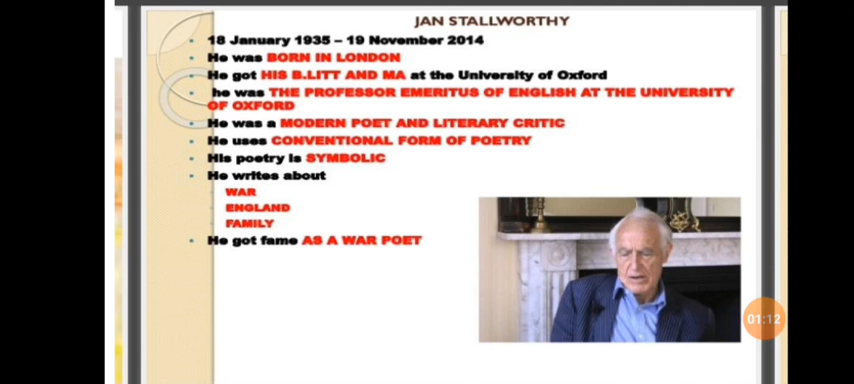 JAN STALLWORTHY
18 January 1935 – 19 November 2014
He was BORN IN LONDON
He got HIS B.LITT AND MA at the University of Oxford
he was THE PROFESSOR EMERITUS OF ENGLISH AT THE UNIVERSITY
OF OXFORD
He was a MODERN POET AND LITERARY CRITIC
He uses CONVENTIONAL FORM OF POETRY
His poetry is SYMBOLIC
He writes about
WAR
ENGLAND
FAMILY
He got fame AS A WAR POET
01:12